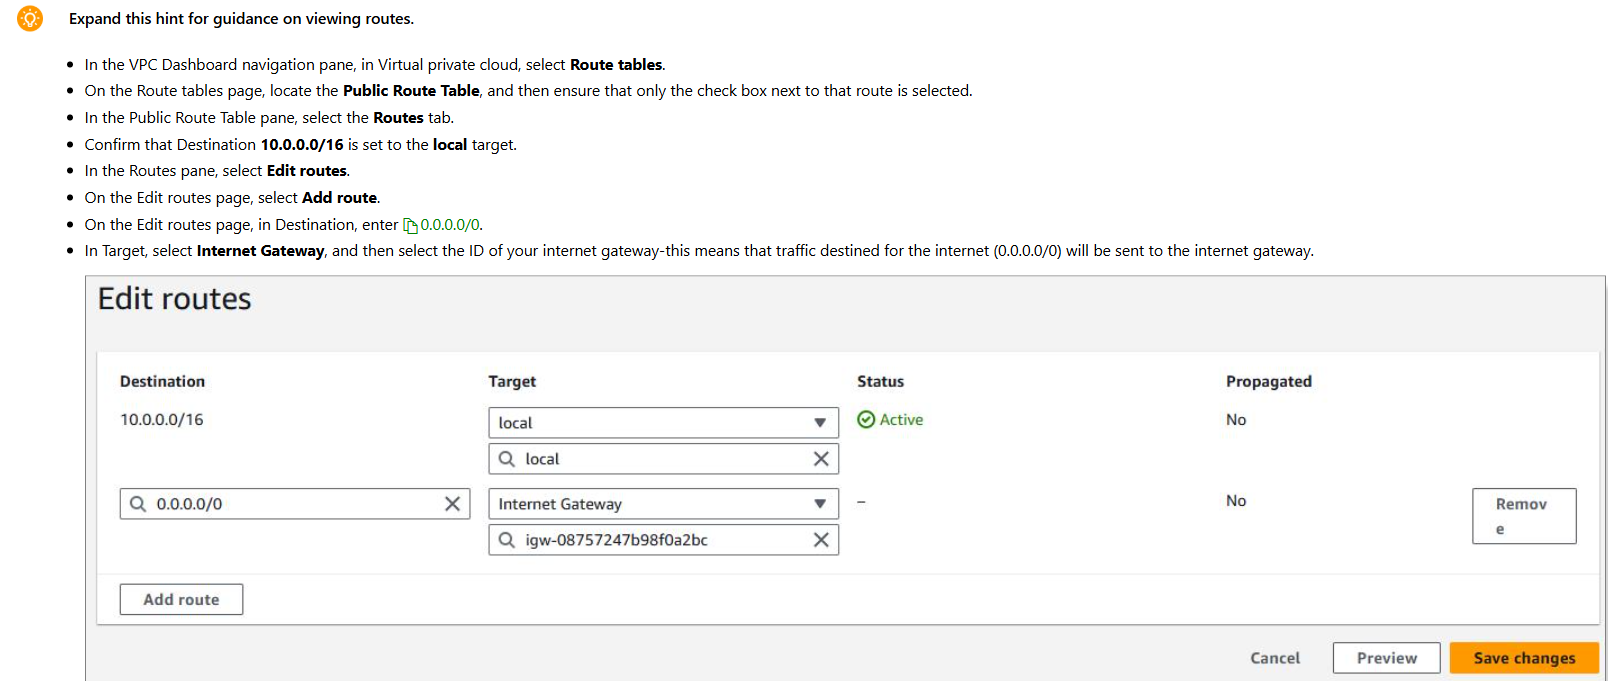 Expand this hint for guidance on viewing routes.
• In the VPC Dashboard navigation pane, in Virtual private cloud, select Route tables.
• On the Route tables page, locate the Public Route Table, and then ensure that only the check box next to that route is selected.
• In the Public Route Table pane, select the Routes tab.
• Confirm that Destination 10.0.0.0/16 is set to the local target.
• In the Routes pane, select Edit routes.
• On the Edit routes page, select Add route.
• On the Edit routes page, in Destination, enter 0.0.0.0/0.
• In Target, select Internet Gateway, and then select the ID of your internet gateway-this means that traffic destined for the internet (0.0.0.0/0) will be sent to the internet gateway.
Edit routes
Destination Target Status Propagated
10.0.0.0/16 local Active No
local
0.0.0.0/0 Internet Gateway – No Remov
e
igw-08757247b98f0a2bc
Add route
Cancel Preview Save changes